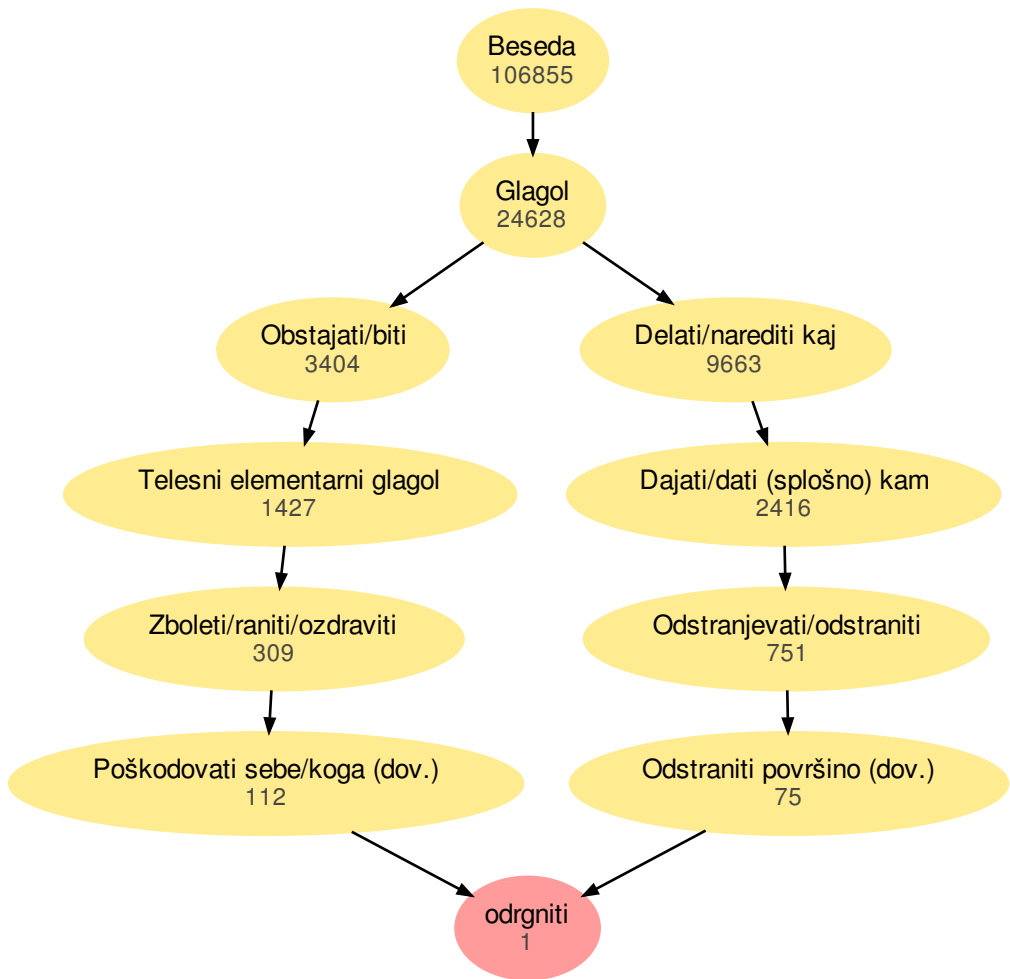 Beseda
106855
Glagol
24628
Obstajati/biti
3404
Delati/narediti kaj
9663
Telesni elementarni glagol
1427
Dajati/dati (splošno) kam
2416
Zboleti/raniti/ozdraviti
309
Odstranjevati/odstraniti
751
Poškodovati sebe/koga (dov.)
112
Odstraniti površino (dov.)
75
odrgniti
1